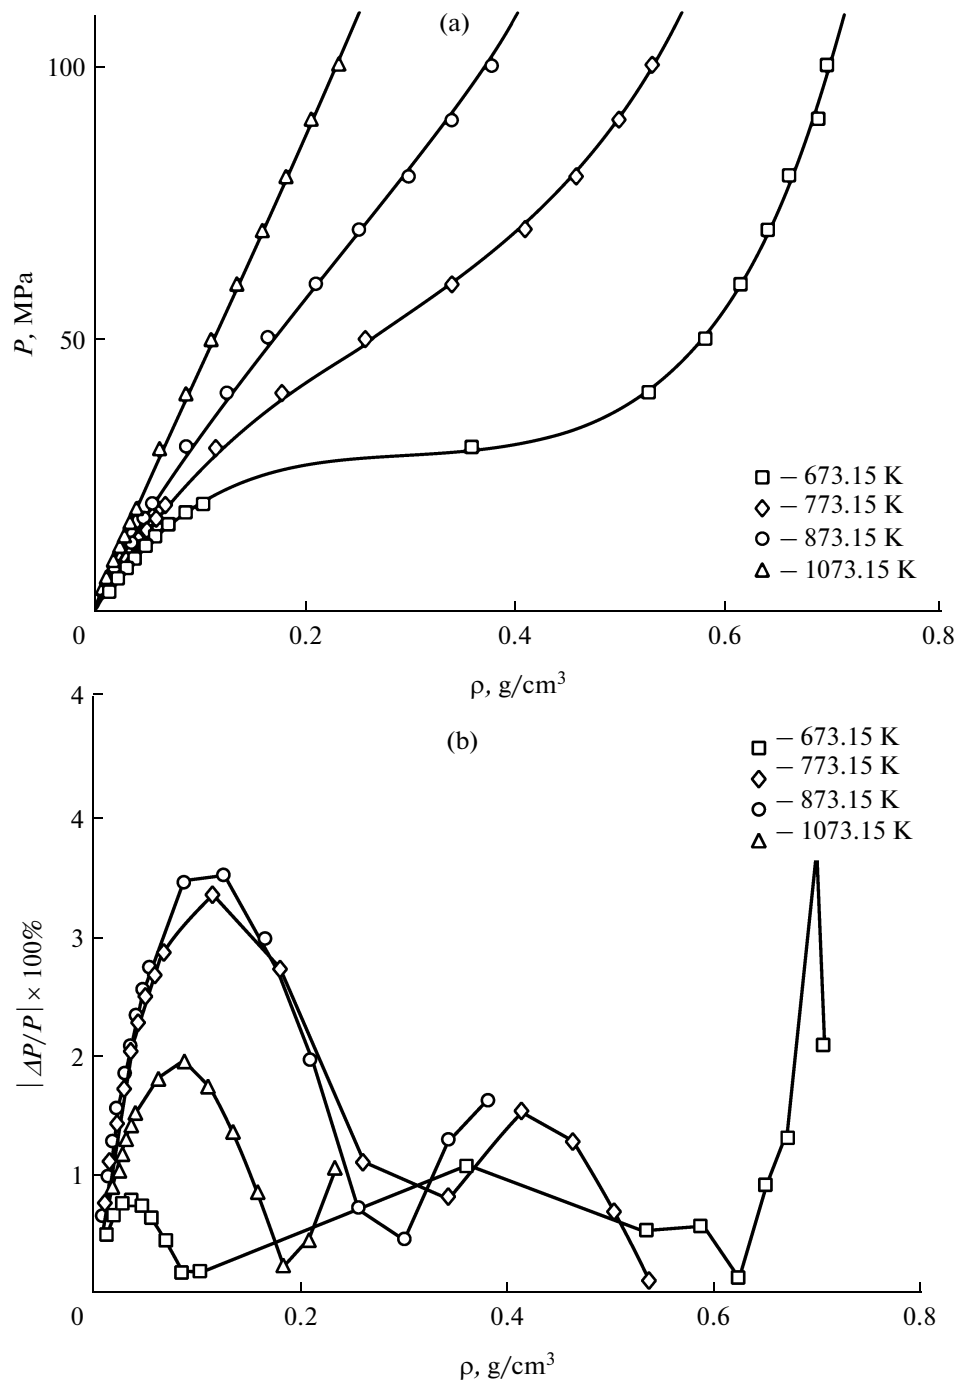 (a)
100
50
P, MPa
– 673.15 K
– 773.15 K
– 873.15 K
– 1073.15 K
0 0.2 0.4 0.6 0.8
ρ, g/cm³
(b)
4
4
3
2
1
|ΔP/P| × 100%
– 673.15 K
– 773.15 K
– 873.15 K
– 1073.15 K
0 0.2 0.4 0.6 0.8
ρ, g/cm³